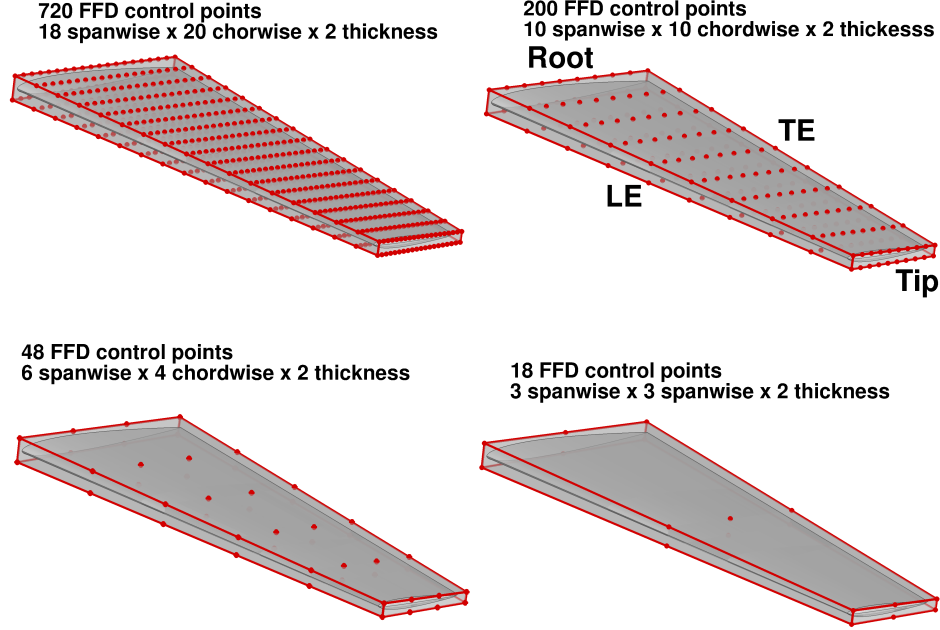 720 FFD control points
18 spanwise x 20 chorwise x 2 thickness
200 FFD control points
10 spanwise x 10 chordwise x 2 thicknesss
Root
TE
LE
Tip
48 FFD control points
6 spanwise x 4 chordwise x 2 thickness
18 FFD control points
3 spanwise x 3 spanwise x 2 thickness